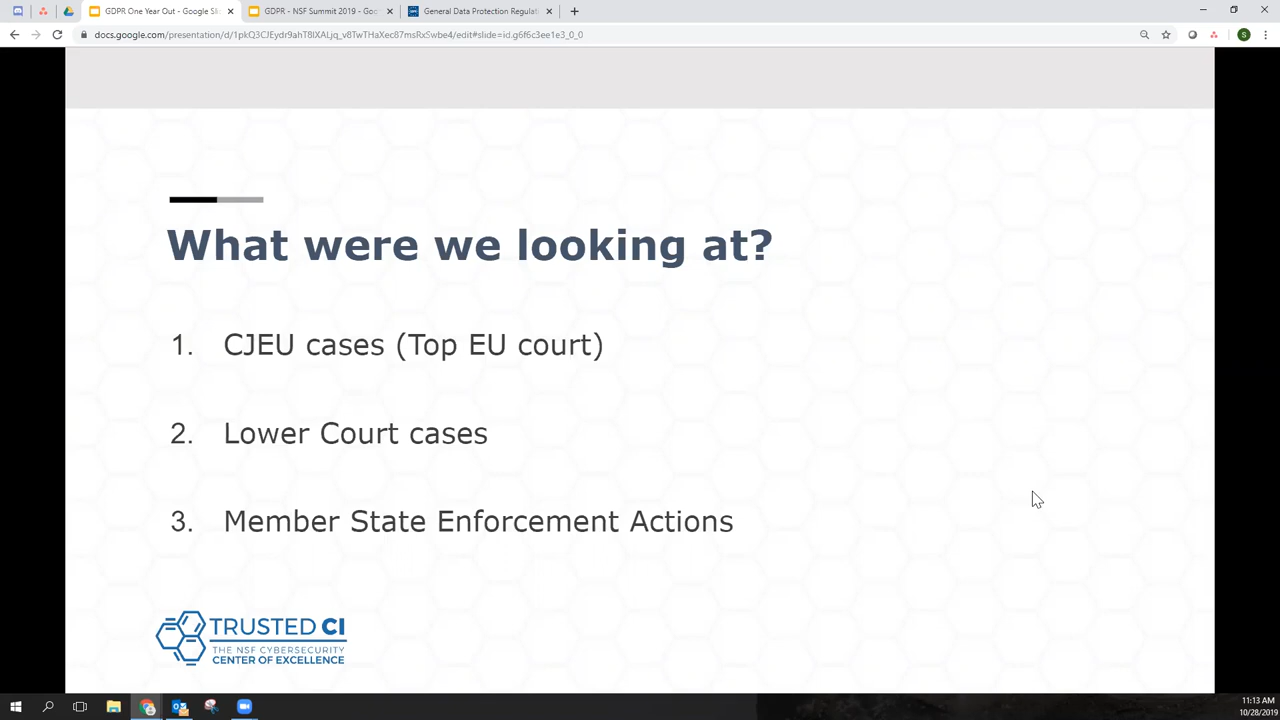 GDPR One Year Out - Google Sli
GDPR - NSF Summit 2019 - Goo
General Data Protection Regulati
docs.google.com/presentation/d/1pkQ3CJEydr9ahT8IXALjq_v8TwTHaXec87msRxSwbe4/edit#slide=id.g6f6c3ee1e3_0_0
S
What were we looking at?
1. CJEU cases (Top EU court)
2. Lower Court cases
3. Member State Enforcement Actions
TRUSTED CI
THE NSF CYBERSECURITY
CENTER OF EXCELLENCE
11:13 AM
10/28/2019